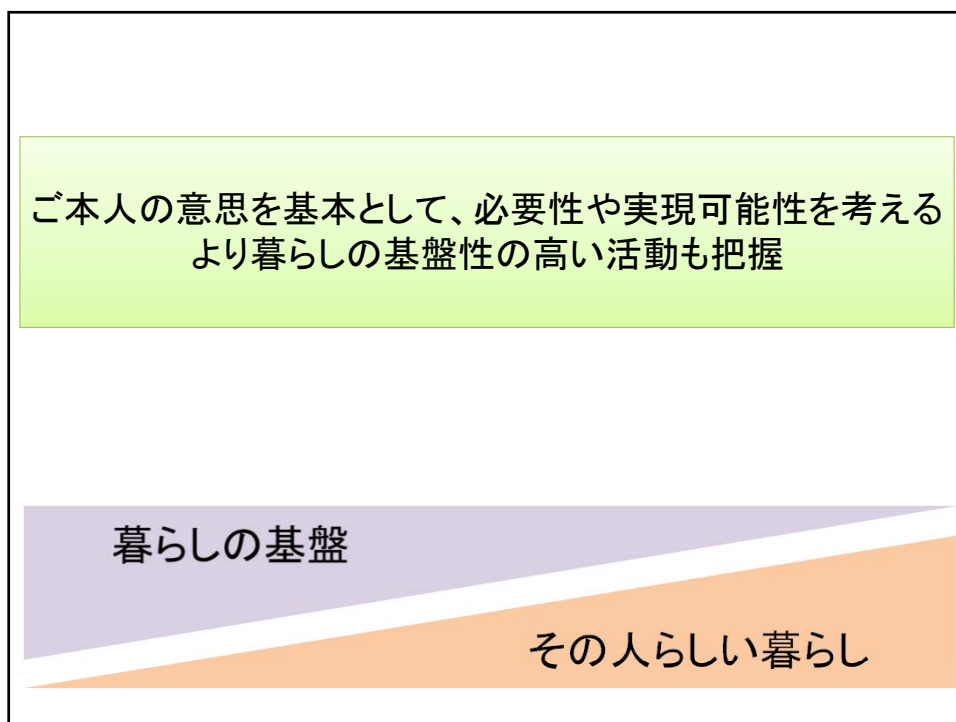 ご本人の意思を基本として、必要性や実現可能性を考える
より暮らしの基盤性の高い活動も把握
暮らしの基盤
その人らしい暮らし